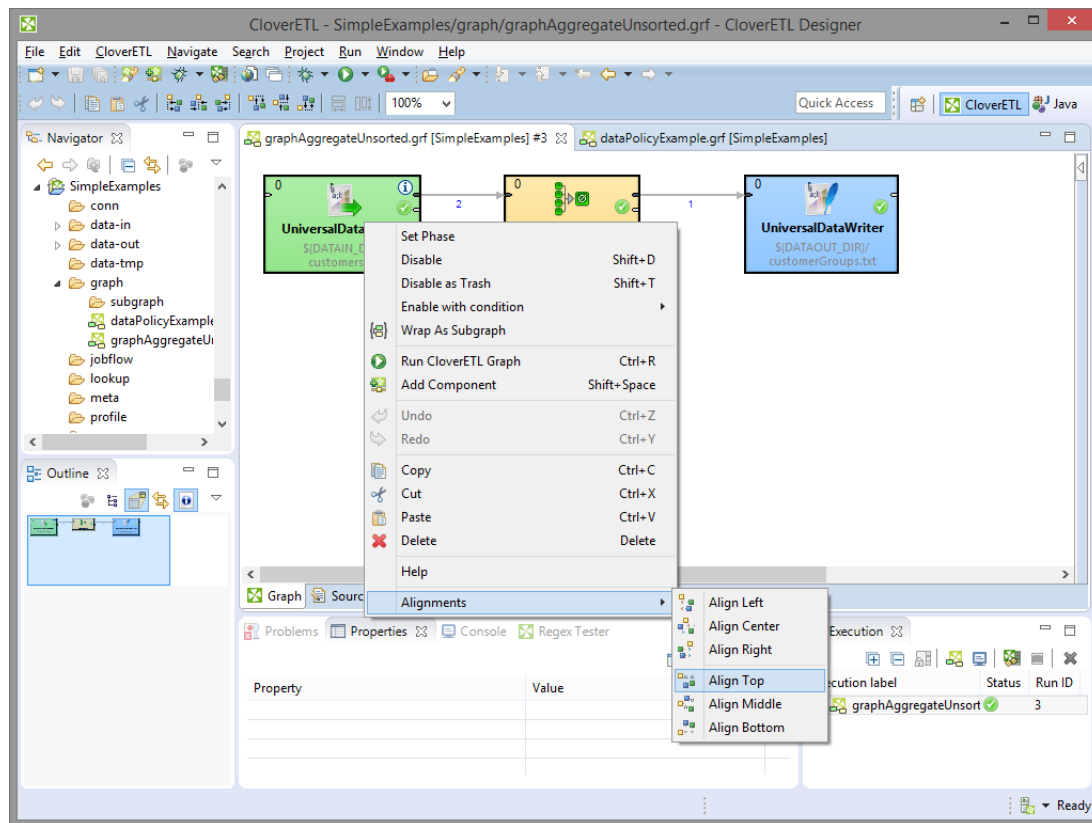 CloverETL - SimpleExamples/graph/graphAggregateUnsorted.grf - CloverETL Designer
File Edit CloverETL Navigate Search Project Run Window Help
100%
Quick Access
CloverETL
Java
Navigator
SimpleExamples
conn
data-in
data-out
data-tmp
graph
subgraph
dataPolicyExample
graphAggregateUn
jobflow
lookup
meta
profile
Outline
graphAggregateUnsorted.grf [SimpleExamples] #3
dataPolicyExample.grf [SimpleExamples]
0
UniversalData
${DATAIN_D
customers
2
0
1
0
UniversalDataWriter
${DATAOUT_DIR}/
customerGroups.txt
Set Phase
Disable Shift+D
Disable as Trash Shift+T
Enable with condition
Wrap As Subgraph
Run CloverETL Graph Ctrl+R
Add Component Shift+Space
Undo Ctrl+Z
Redo Ctrl+Y
Copy Ctrl+C
Cut Ctrl+X
Paste Ctrl+V
Delete Delete
Help
Alignments
Align Left
Align Center
Align Right
Align Top
Align Middle
Align Bottom
Graph
Sourc
Problems
Properties
Console
Regex Tester
Property Value
Execution
ecution label Status Run ID
graphAggregateUnsort 3
Ready